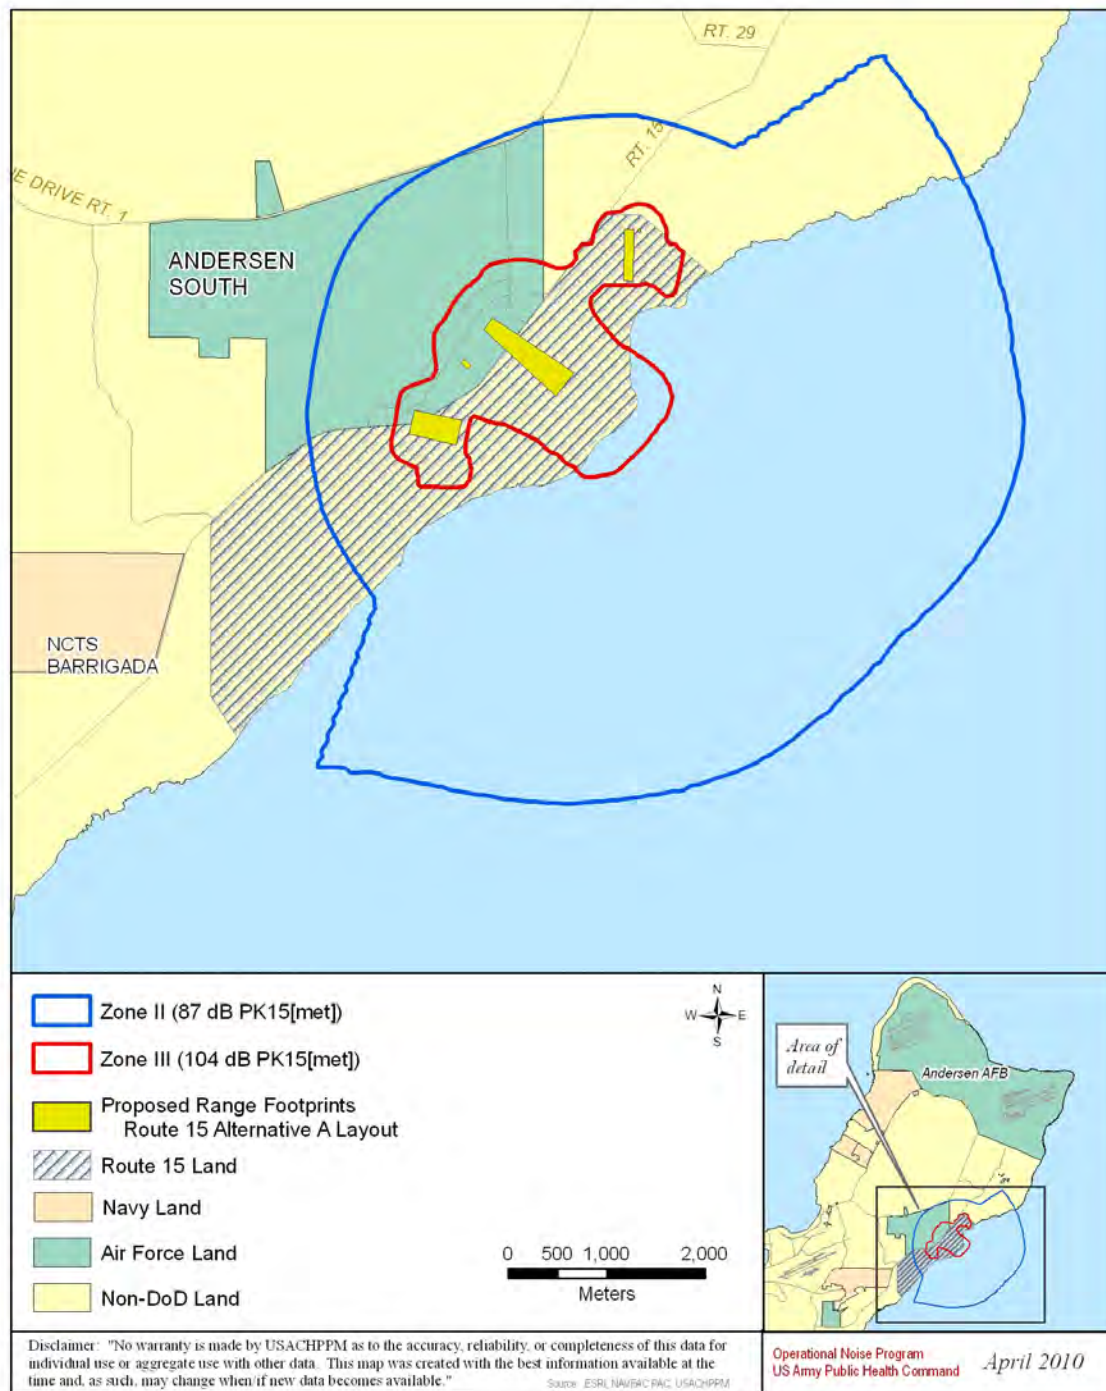 RT. 29
RT. 15
E DRIVE RT. 1
ANDERSEN
SOUTH
NCTS
BARRIGADA
Zone II (87 dB PK15[met])
Zone III (104 dB PK15[met])
Proposed Range Footprints
Route 15 Alternative A Layout
Route 15 Land
Navy Land
Air Force Land
Non-DoD Land
N
W E
S
0 500 1,000 2,000
Meters
Area of
detail
Andersen AFB
Disclaimer: "No warranty is made by USACHPPM as to the accuracy, reliability, or completeness of this data for
individual use or aggregate use with other data. This map was created with the best information available at the
time and, as such, may change when/if new data becomes available."
Source: ESRI, NAVFAC PAC, USACHPPM
Operational Noise Program
US Army Public Health Command
April 2010